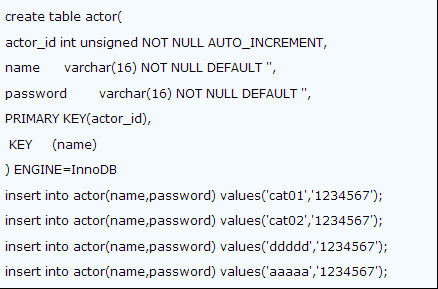 create table actor(
actor_id int unsigned NOT NULL AUTO_INCREMENT,
name varchar(16) NOT NULL DEFAULT '',
password varchar(16) NOT NULL DEFAULT '',
PRIMARY KEY(actor_id),
KEY (name)
) ENGINE=InnoDB
insert into actor(name,password) values('cat01','1234567');
insert into actor(name,password) values('cat02','1234567');
insert into actor(name,password) values('ddddd','1234567');
insert into actor(name,password) values('aaaaa','1234567');